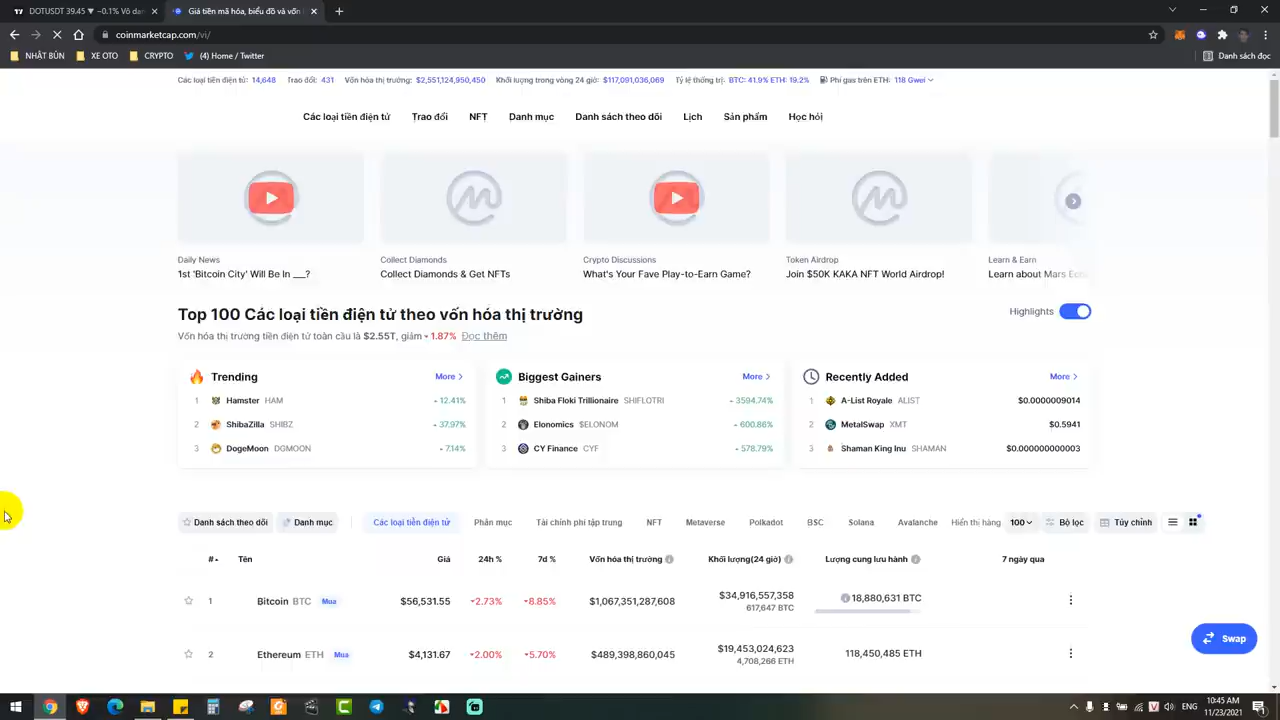 DOTUSDT 39.45 ▼ −0.1% Vô dan
Giá tiền mã hóa, biểu đồ và vốn
coinmarketcap.com/vi/
NHẬT BÚN XE OTO CRYPTO (4) Home / Twitter Danh sách đọc
Các loại tiền điện tử: 14,648 Trao đổi: 431 Vốn hóa thị trường: $2,551,124,950,450 Khối lượng trong vòng 24 giờ: $117,091,036,069 Tỷ lệ thống trị: BTC: 41.9% ETH: 19.2% Phí gas trên ETH: 118 Gwei
Các loại tiền điện tử Trao đổi NFT Danh mục Danh sách theo dõi Lịch Sản phẩm Học hỏi
Daily News Collect Diamonds Crypto Discussions Token Airdrop Learn & Earn
1st 'Bitcoin City' Will Be In ___? Collect Diamonds & Get NFTs What's Your Fave Play-to-Earn Game? Join $50K KAKA NFT World Airdrop! Learn about Mars
Top 100 Các loại tiền điện tử theo vốn hóa thị trường Highlights
Vốn hóa thị trường tiền điện tử toàn cầu là $2.55T, giảm 1.87% Đọc thêm
Trending More Biggest Gainers More Recently Added More
1 Hamster HAM 12.41% 1 Shiba Floki Trillionaire SHIFLOTRI 3594.74% 1 A-List Royale ALIST $0.0000009014
2 ShibaZilla SHIBZ 37.97% 2 Elonomics $ELONOM 600.86% 2 MetalSwap XMT $0.5941
3 DogeMoon DGMOON 7.14% 3 CY Finance CYF 578.79% 3 Shaman King Inu SHAMAN $0.000000000003
Danh sách theo dõi Danh mục Các loại tiền điện tử Phân mục Tài chính phi tập trung NFT Metaverse Polkadot BSC Solana Avalanche Hiển thị hàng 100 Bộ lọc Tùy chỉnh
# Tên Giá 24h % 7d % Vốn hóa thị trường Khối lượng(24 giờ) Lượng cung lưu hành 7 ngày qua
1 Bitcoin BTC Mua $56,531.55 2.73% 8.85% $1,067,351,287,608 $34,916,557,358 18,880,631 BTC
617,647 BTC
2 Ethereum ETH Mua $4,131.67 2.00% 5.70% $489,398,860,045 $19,453,024,623 118,450,485 ETH
4,708,266 ETH
Swap
ENG 10:45 AM
11/23/2021